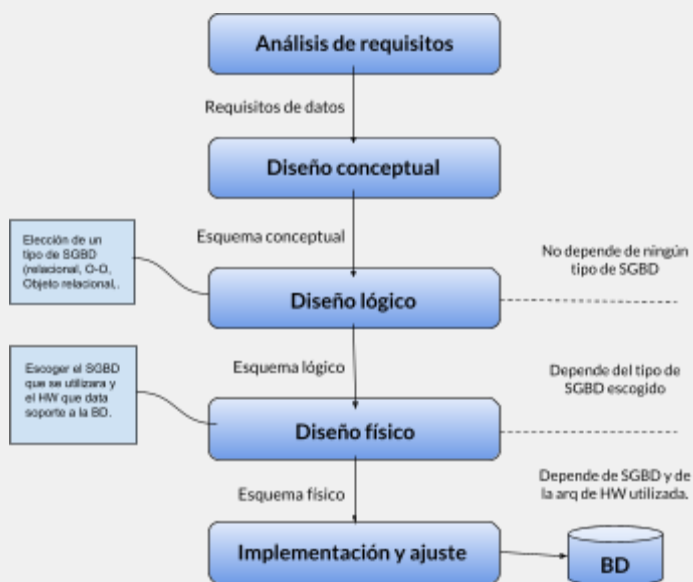 Análisis de requisitos
Requisitos de datos
Diseño conceptual
Esquema conceptual
Elección de un
tipo de SGBD
(relacional, O-O,
Objeto relacional,.
No depende de ningún
tipo de SGBD
Diseño lógico
Esquema lógico
Escoger el SGBD
que se utilizara y
el HW que data
soporte a la BD.
Depende del tipo de
SGBD escogido
Diseño físico
Esquema físico
Depende de SGBD y de
la arq de HW utilizada.
Implementación y ajuste
BD